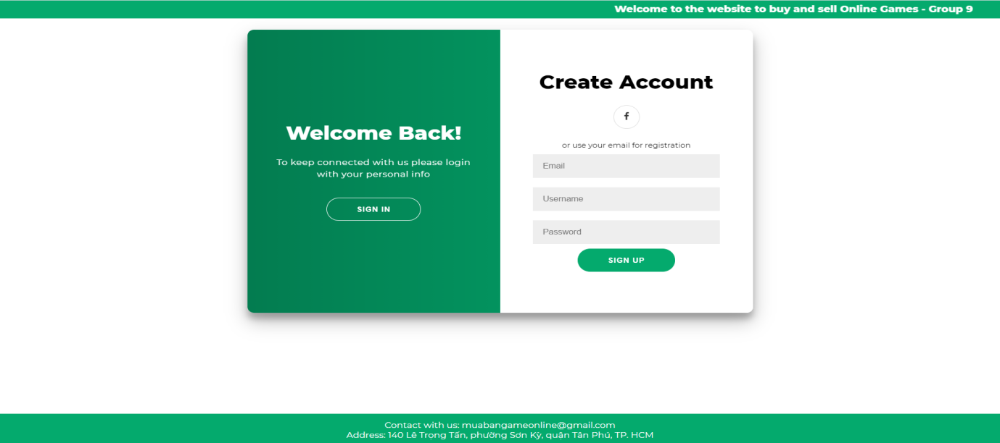 Welcome to the website to buy and sell Online Games - Group 9
Welcome Back!
To keep connected with us please login
with your personal info
SIGN IN
Create Account
f
or use your email for registration
Email
Username
Password
SIGN UP
Contact with us: muabangameonline@gmail.com
Address: 140 Lê Trọng Tấn, phường Sơn Kỳ, quận Tân Phú, TP. HCM